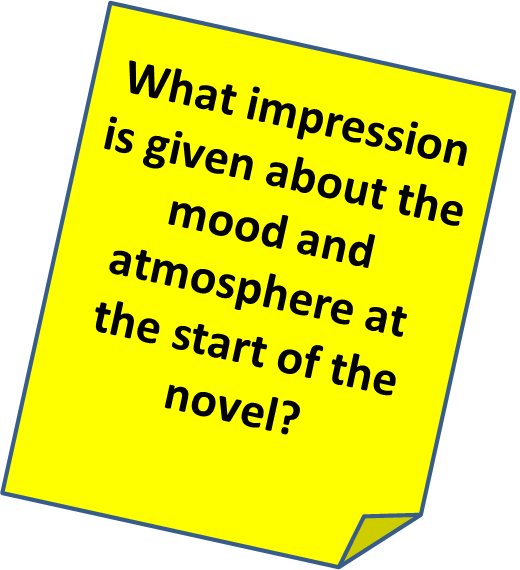 What impression
is given about the
mood and
atmosphere at
the start of the
novel?